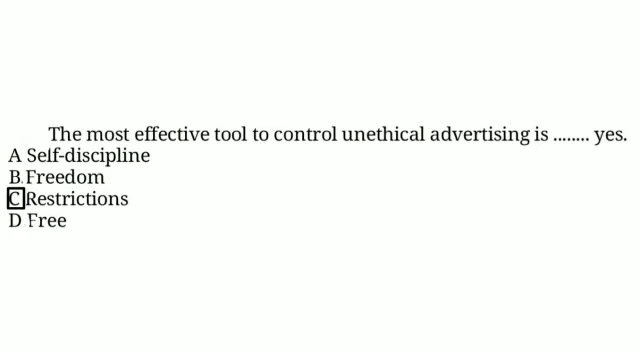 The most effective tool to control unethical advertising is ........ yes.
A Self-discipline
B.Freedom
C Restrictions
D Free